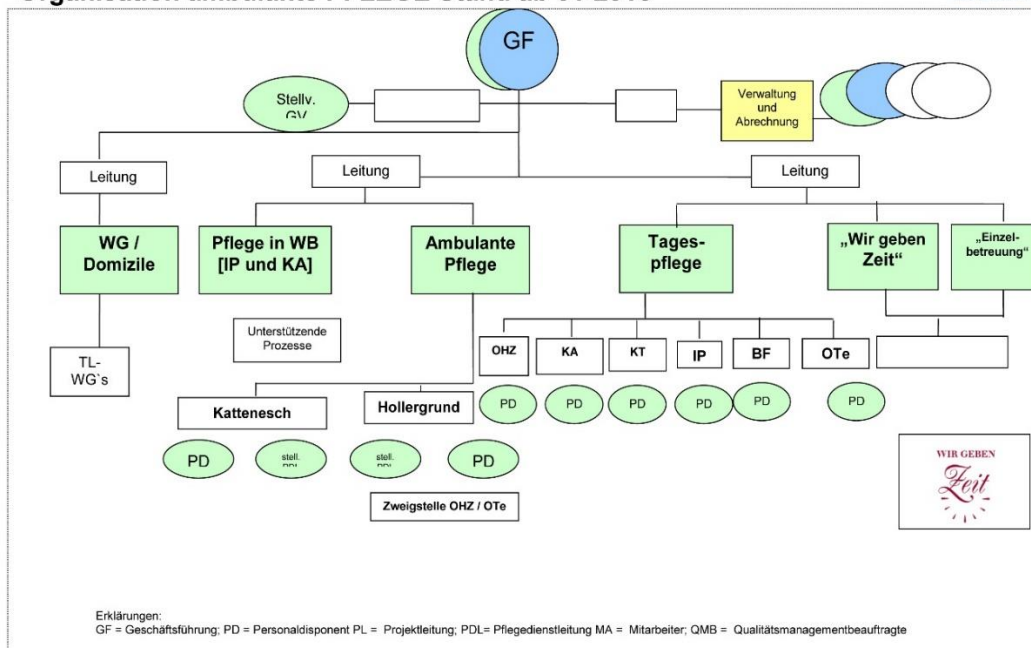 GF
Stellv.
Verwaltung
und
Abrechnung
Leitung
Leitung
Leitung
WG /
Domizile
Pflege in WB
[IP und KA]
Ambulante
Pflege
Tages-
pflege
„Wir geben
Zeit“
„Einzel-
betreuung“
Unterstützende
Prozesse
TL-
WG`s
OHZ
KA
KT
IP
BF
OTe
PD
PD
PD
PD
PD
PD
Kattenesch
Hollergrund
PD
stell.
stell.
PD
Zweigstelle OHZ / OTe
WIR GEBEN
Zeit
Erklärungen:
GF = Geschäftsführung; PD = Personaldisponent PL = Projektleitung; PDL= Pflegedienstleitung MA = Mitarbeiter; QMB = Qualitätsmanagementbeauftragte